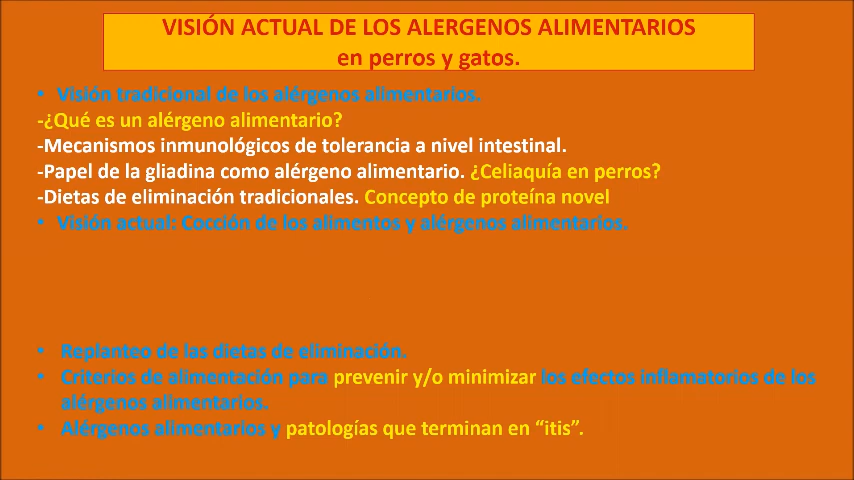 VISIÓN ACTUAL DE LOS ALERGENOS ALIMENTARIOS
en perros y gatos.
• Visión tradicional de los alérgenos alimentarios.
-¿Qué es un alérgeno alimentario?
-Mecanismos inmunológicos de tolerancia a nivel intestinal.
-Papel de la gliadina como alérgeno alimentario. ¿Celiaquía en perros?
-Dietas de eliminación tradicionales. Concepto de proteína novel
• Visión actual: Cocción de los alimentos y alérgenos alimentarios.
• Replanteo de las dietas de eliminación.
• Criterios de alimentación para prevenir y/o minimizar los efectos inflamatorios de los
alérgenos alimentarios.
• Alérgenos alimentarios y patologías que terminan en “itis”.